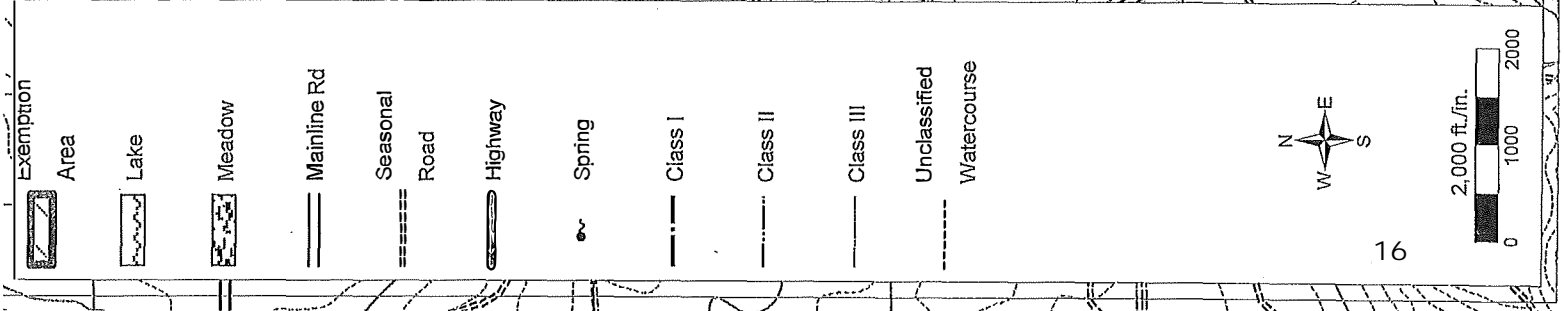 Exemption
Area
Lake
Meadow
Mainline Rd
Seasonal
Road
Highway
Spring
Class I
Class II
Class III
Unclassified
Watercourse
N
W
E
S
2,000 ft./in.
0 1000 2000
16